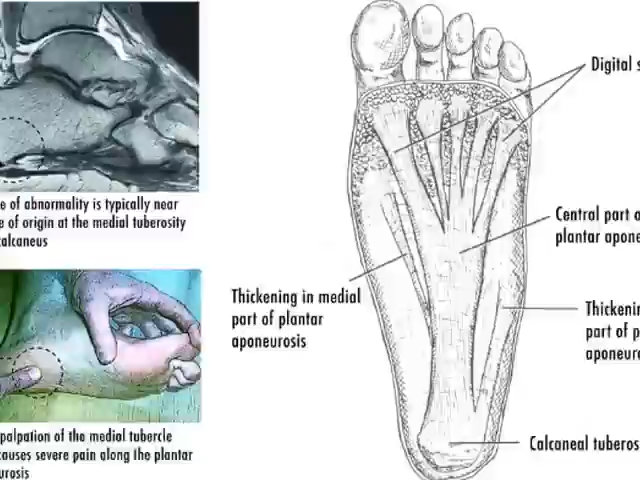 e of abnormality is typically near
e of origin at the medial tuberosity
calcaneus
palpation of the medial tubercle
causes severe pain along the plantar
urosis
Thickening in medial
part of plantar
aponeurosis
Digital s
Central part a
plantar apone
Thickenin
part of p
aponeuro
Calcaneal tuberos